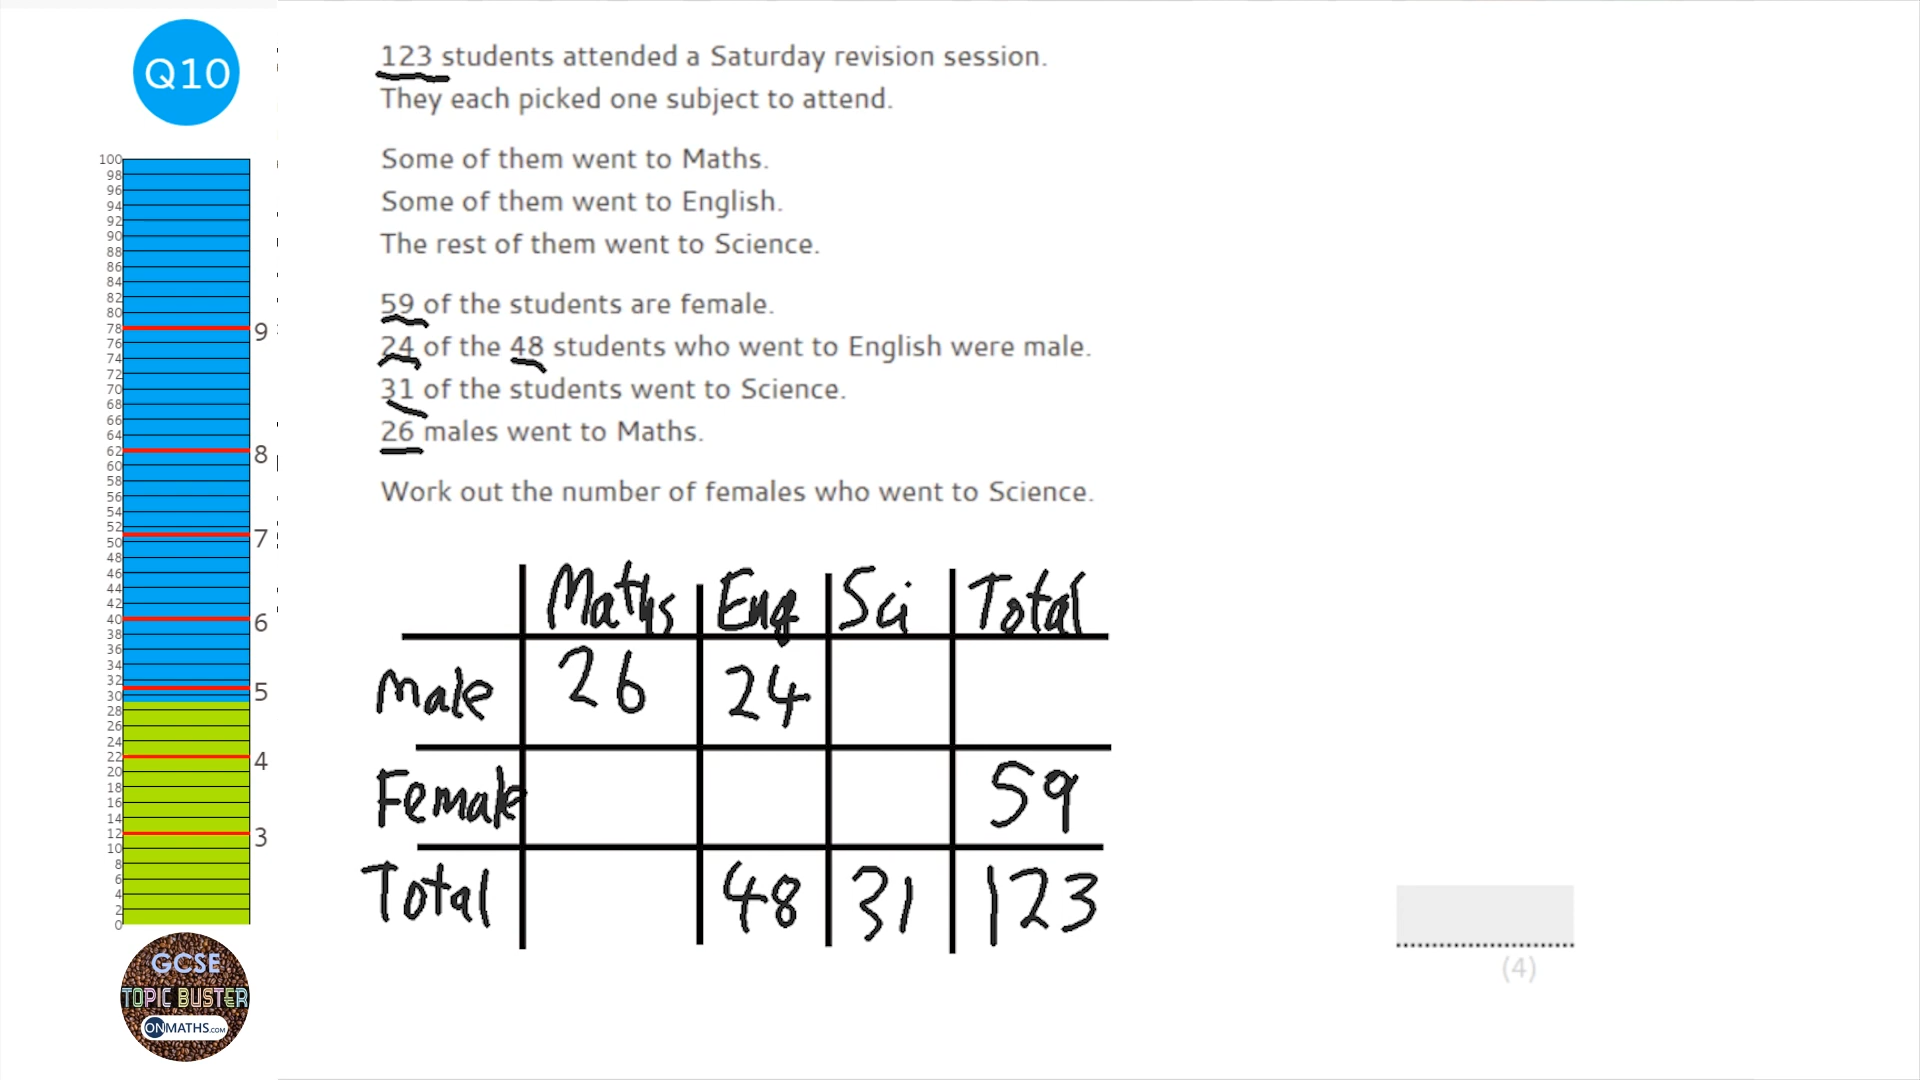 Q10
123 students attended a Saturday revision session.
They each picked one subject to attend.
Some of them went to Maths.
Some of them went to English.
The rest of them went to Science.
59 of the students are female.
24 of the 48 students who went to English were male.
31 of the students went to Science.
26 males went to Maths.
Work out the number of females who went to Science.
Maths Eng Sci Total
Male 26 24
Female 59
Total 48 31 123
(4)
100
98
96
94
92
90
88
86
84
82
80
78 9
76
74
72
70
68
66
64
62 8
60
58
56
54
52
50 7
48
46
44
42
40 6
38
36
34
32
30 5
28
26
24
22 4
20
18
16
14
12 3
10
8
6
4
2
0
GCSE
TOPIC BUSTER
ONMATHS.COM